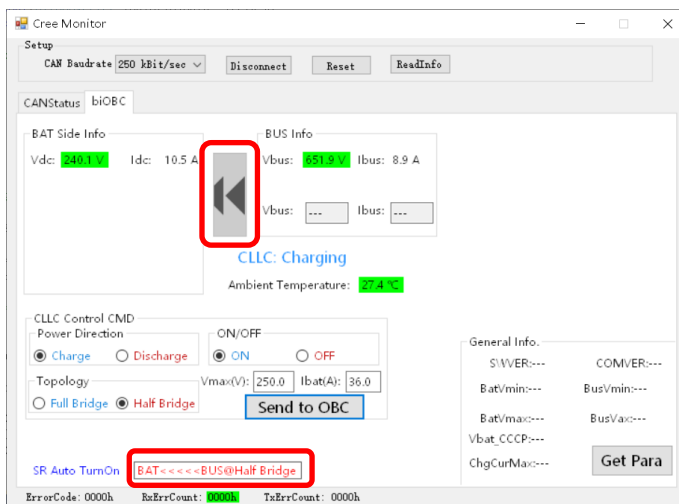 Cree Monitor
Setup
CAN Baudrate 250 kBit/sec Disconnect Reset ReadInfo
CANStatus biOBC
BAT Side Info
Vdc: 240.1 V Idc: 10.5 A
BUS Info
Vbus: 651.9 V Ibus: 8.9 A
Vbus: --- Ibus: ---
CLLC: Charging
Ambient Temperature: 27.4 ℃
CLLC Control CMD
Power Direction
Charge Discharge
ON/OFF
ON OFF
Topology
Full Bridge Half Bridge
Vmax(V): 250.0 Ibat(A): 36.0
Send to OBC
SR Auto TurnOn BAT<<<<<BUS@Half Bridge
General Info.
SWVER:--- COMVER:---
BatVmin:--- BusVmin:---
BatVmax:--- BusVax:---
Vbat_CCCP:---
ChgCurMax:--- Get Para
ErrorCode: 0000h RxErrCount: 0000h TxErrCount: 0000h